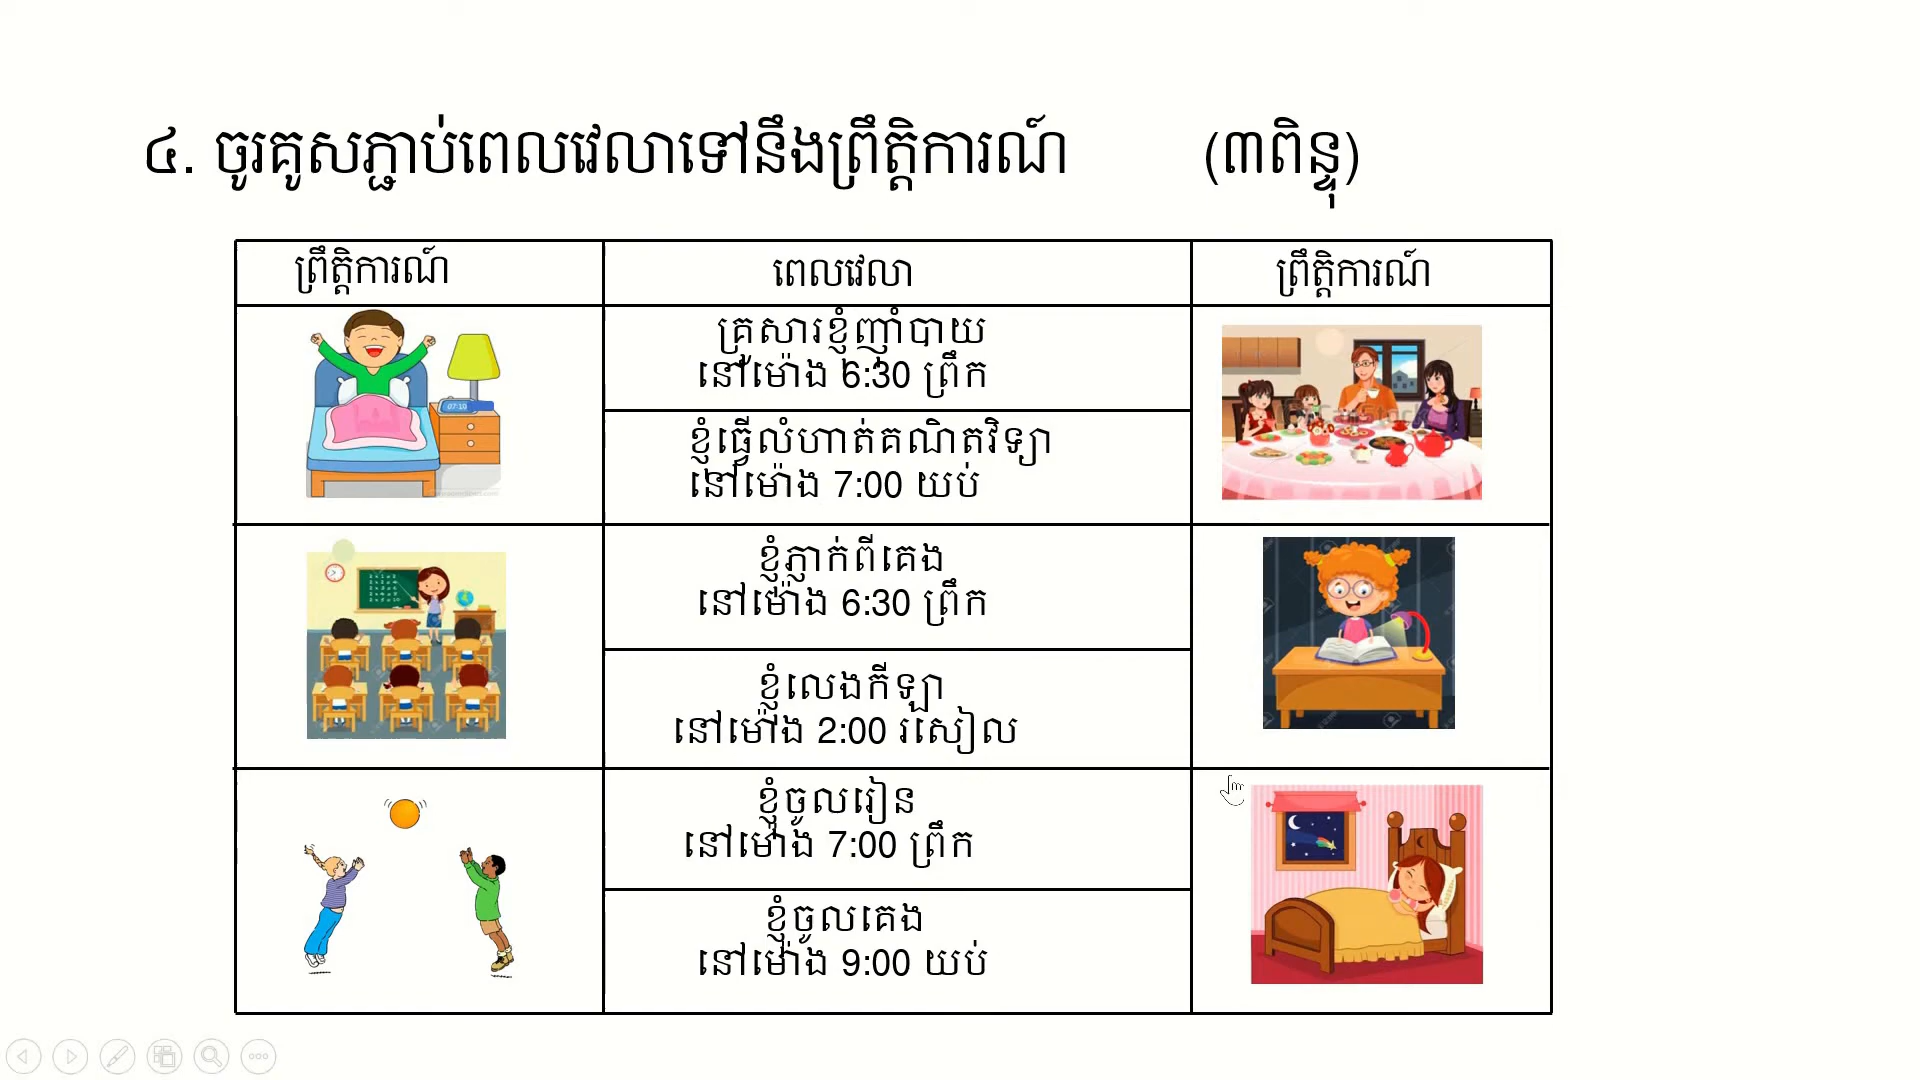 ៤. ចូរគូសភ្ជាប់ពេលវេលាទៅនឹងព្រឹត្តិការណ៍ (៣ពិន្ទុ)
ព្រឹត្តិការណ៍ ពេលវេលា ព្រឹត្តិការណ៍
គ្រួសារខ្ញុំញ៉ាំបាយ
នៅម៉ោង 6:30 ព្រឹក
ខ្ញុំធ្វើលំហាត់គណិតវិទ្យា
នៅម៉ោង 7:00 យប់
ខ្ញុំភ្ញាក់ពីគេង
នៅម៉ោង 6:30 ព្រឹក
ខ្ញុំលេងកីឡា
នៅម៉ោង 2:00 រសៀល
ខ្ញុំចូលរៀន
នៅម៉ោង 7:00 ព្រឹក
ខ្ញុំចូលគេង
នៅម៉ោង 9:00 យប់
07:10